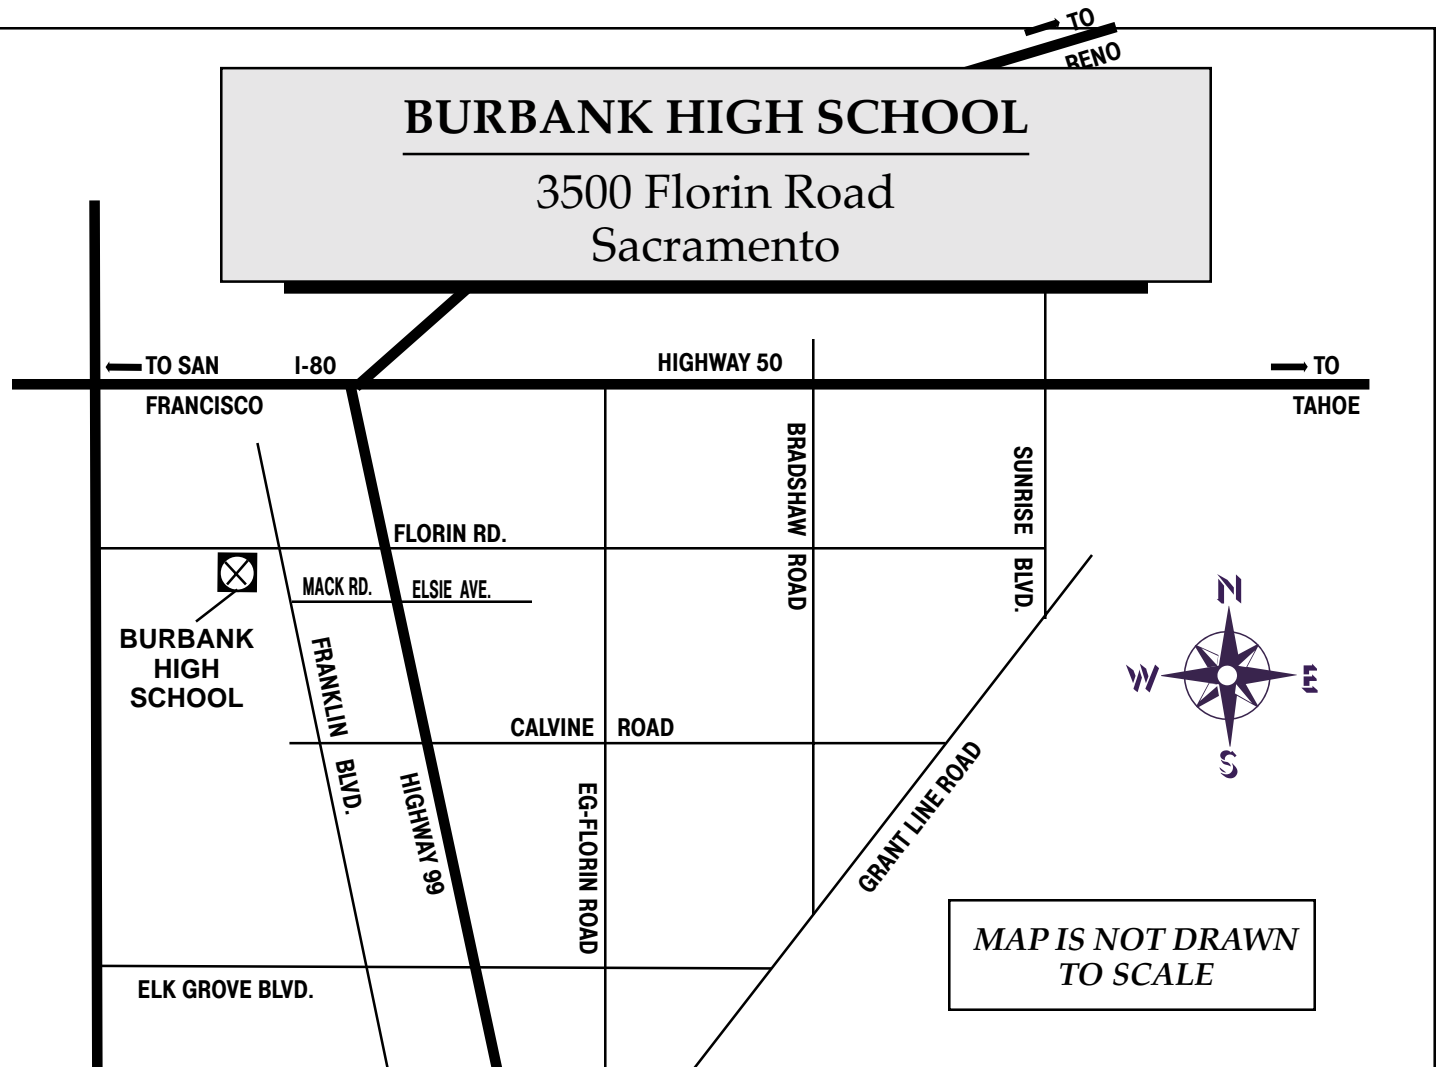 TO
RENO
BURBANK HIGH SCHOOL
3500 Florin Road
Sacramento
TO SAN
FRANCISCO
I-80
HIGHWAY 50
TO
TAHOE
BRADSHAW ROAD
SUNRISE BLVD.
FLORIN RD.
MACK RD.
ELSIE AVE.
BURBANK
HIGH
SCHOOL
FRANKLIN BLVD.
N
W
E
S
CALVINE ROAD
HIGHWAY 99
EG-FLORIN ROAD
GRANT LINE ROAD
MAP IS NOT DRAWN
TO SCALE
ELK GROVE BLVD.